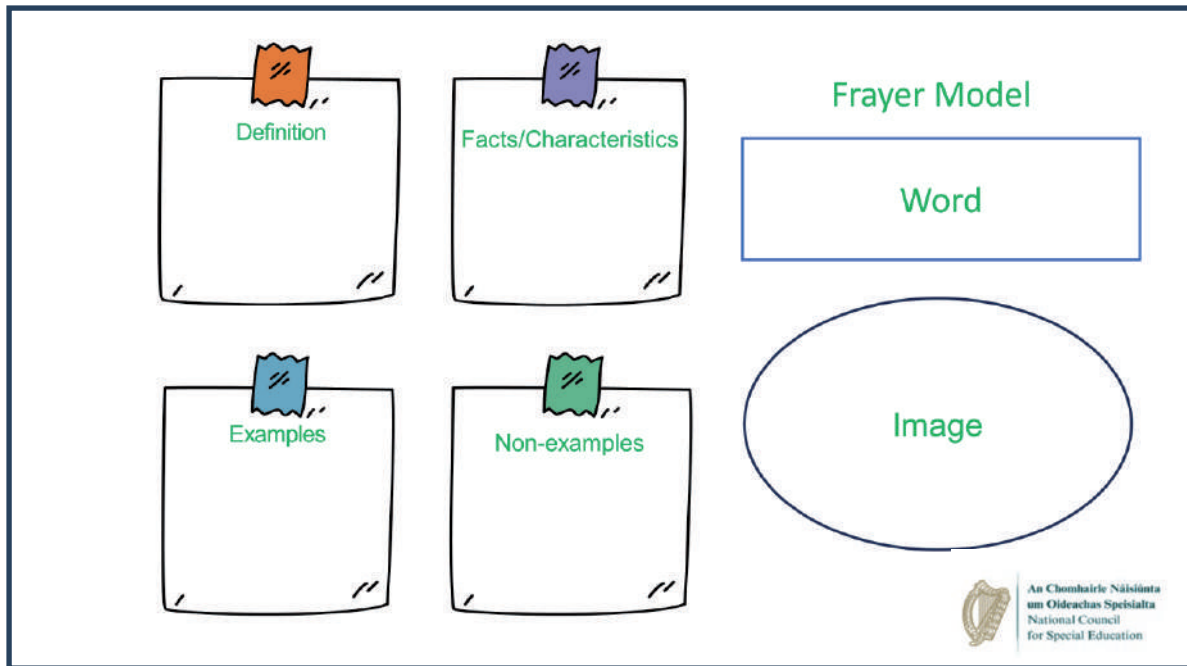 Definition
Facts/Characteristics
Frayer Model
Word
Examples
Non-examples
Image
An Chomhairle Náisiúnta
um Oideachas Speisialta
National Council
for Special Education